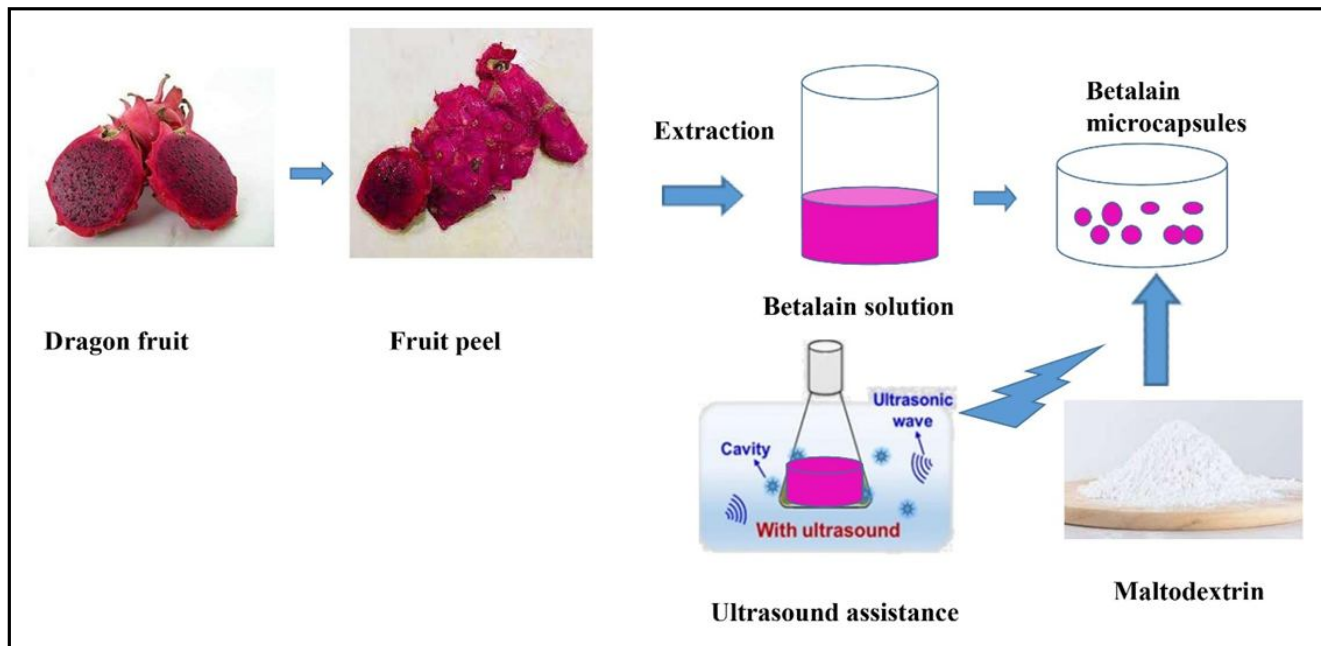 Dragon fruit
Fruit peel
Extraction
Betalain solution
Betalain
microcapsules
Ultrasonic
wave
Cavity
With ultrasound
Ultrasound assistance
Maltodextrin